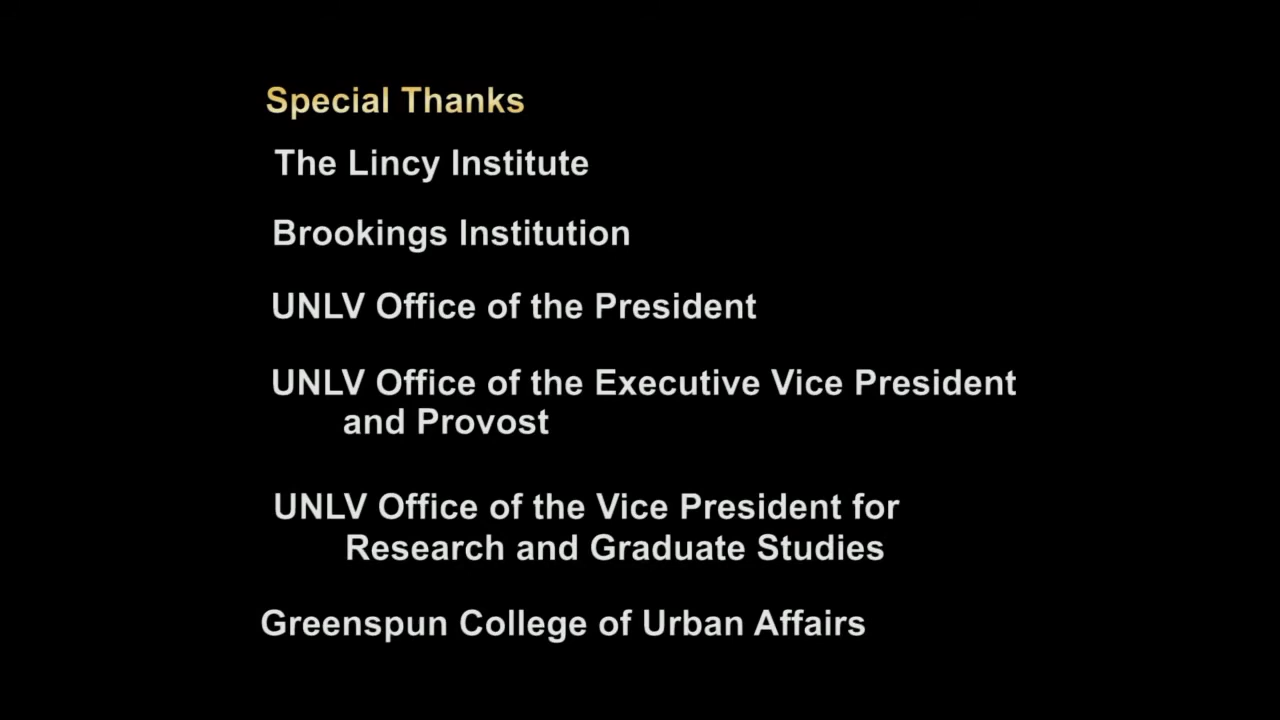 Special Thanks
The Lincy Institute
Brookings Institution
UNLV Office of the President
UNLV Office of the Executive Vice President
and Provost
UNLV Office of the Vice President for
Research and Graduate Studies
Greenspun College of Urban Affairs